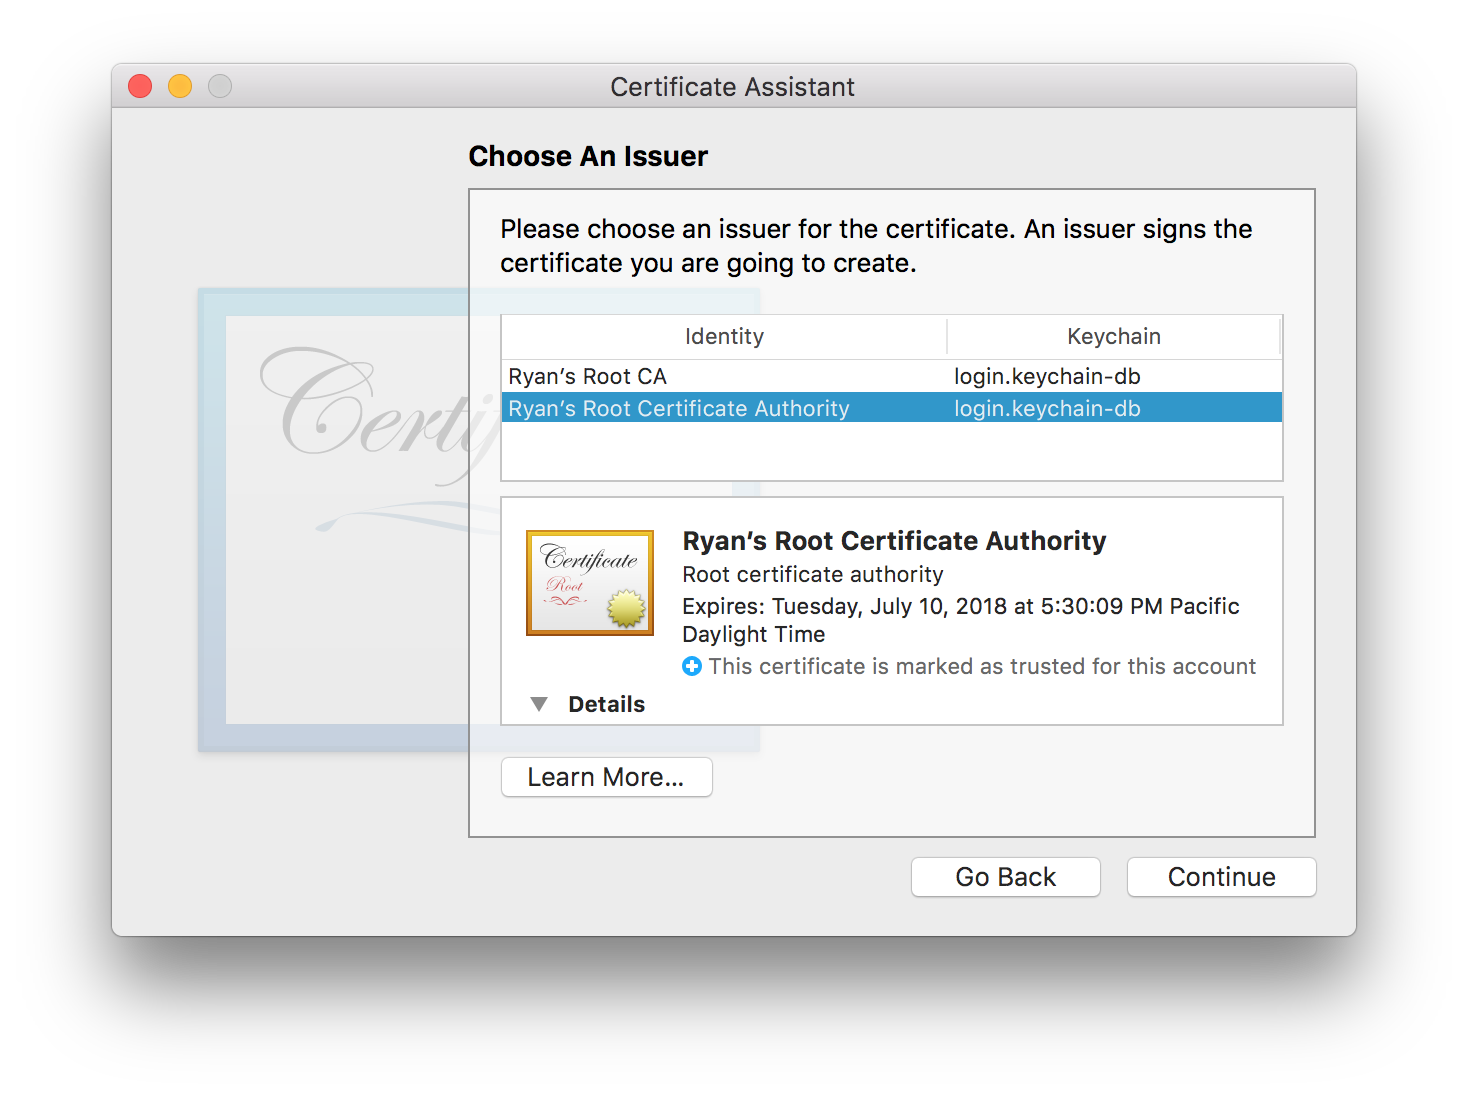 Certificate Assistant
Choose An Issuer
Please choose an issuer for the certificate. An issuer signs the
certificate you are going to create.
Identity Keychain
Ryan’s Root CA login.keychain-db
Ryan’s Root Certificate Authority login.keychain-db
Certif
Certificate
Root
Ryan’s Root Certificate Authority
Root certificate authority
Expires: Tuesday, July 10, 2018 at 5:30:09 PM Pacific
Daylight Time
This certificate is marked as trusted for this account
Details
Learn More...
Go Back Continue